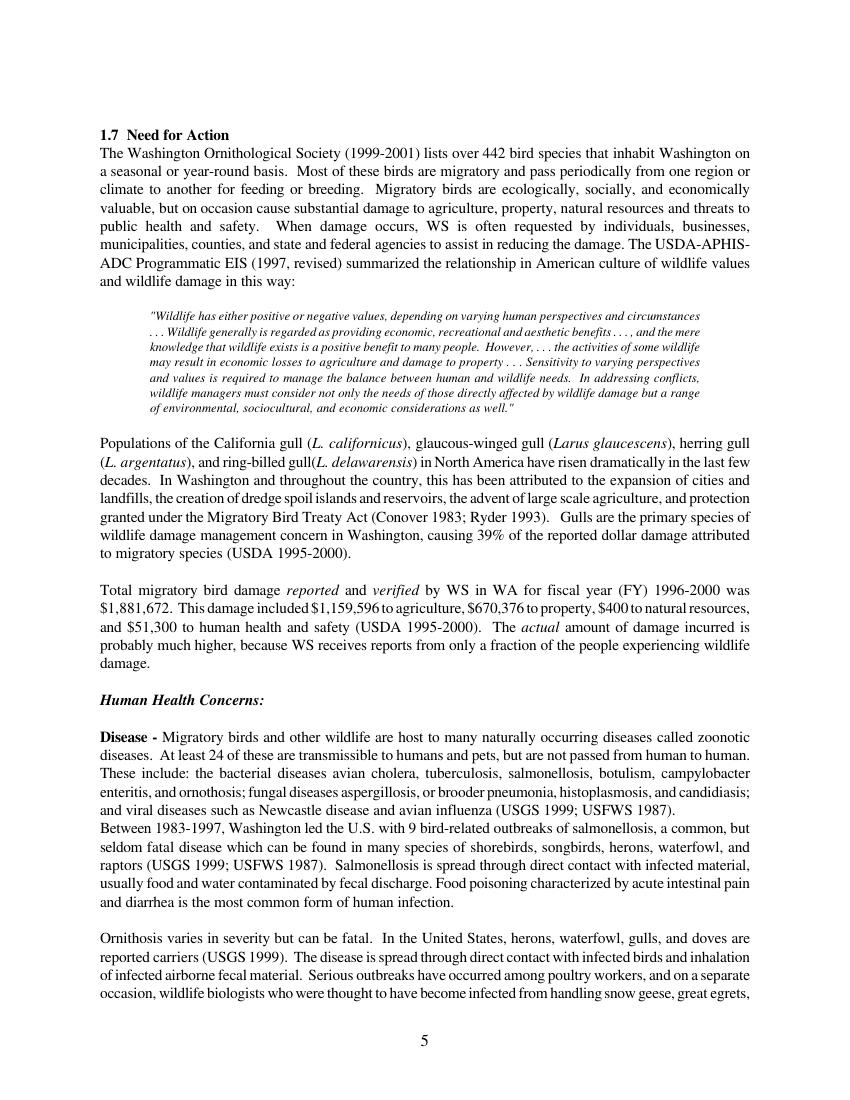 1.7 Need for Action
The Washington Ornithological Society (1999-2001) lists over 442 bird species that inhabit Washington on
a seasonal or year-round basis. Most of these birds are migratory and pass periodically from one region or
climate to another for feeding or breeding. Migratory birds are ecologically, socially, and economically
valuable, but on occasion cause substantial damage to agriculture, property, natural resources and threats to
public health and safety. When damage occurs, WS is often requested by individuals, businesses,
municipalities, counties, and state and federal agencies to assist in reducing the damage. The USDA-APHIS-
ADC Programmatic EIS (1997, revised) summarized the relationship in American culture of wildlife values
and wildlife damage in this way:
"Wildlife has either positive or negative values, depending on varying human perspectives and circumstances
. . . Wildlife generally is regarded as providing economic, recreational and aesthetic benefits . . . , and the mere
knowledge that wildlife exists is a positive benefit to many people. However, . . . the activities of some wildlife
may result in economic losses to agriculture and damage to property . . . Sensitivity to varying perspectives
and values is required to manage the balance between human and wildlife needs. In addressing conflicts,
wildlife managers must consider not only the needs of those directly affected by wildlife damage but a range
of environmental, sociocultural, and economic considerations as well."
Populations of the California gull (L. californicus), glaucous-winged gull (Larus glaucescens), herring gull
(L. argentatus), and ring-billed gull(L. delawarensis) in North America have risen dramatically in the last few
decades. In Washington and throughout the country, this has been attributed to the expansion of cities and
landfills, the creation of dredge spoil islands and reservoirs, the advent of large scale agriculture, and protection
granted under the Migratory Bird Treaty Act (Conover 1983; Ryder 1993). Gulls are the primary species of
wildlife damage management concern in Washington, causing 39% of the reported dollar damage attributed
to migratory species (USDA 1995-2000).
Total migratory bird damage reported and verified by WS in WA for fiscal year (FY) 1996-2000 was
$1,881,672. This damage included $1,159,596 to agriculture, $670,376 to property, $400 to natural resources,
and $51,300 to human health and safety (USDA 1995-2000). The actual amount of damage incurred is
probably much higher, because WS receives reports from only a fraction of the people experiencing wildlife
damage.
Human Health Concerns:
Disease - Migratory birds and other wildlife are host to many naturally occurring diseases called zoonotic
diseases. At least 24 of these are transmissible to humans and pets, but are not passed from human to human.
These include: the bacterial diseases avian cholera, tuberculosis, salmonellosis, botulism, campylobacter
enteritis, and ornothosis; fungal diseases aspergillosis, or brooder pneumonia, histoplasmosis, and candidiasis;
and viral diseases such as Newcastle disease and avian influenza (USGS 1999; USFWS 1987).
Between 1983-1997, Washington led the U.S. with 9 bird-related outbreaks of salmonellosis, a common, but
seldom fatal disease which can be found in many species of shorebirds, songbirds, herons, waterfowl, and
raptors (USGS 1999; USFWS 1987). Salmonellosis is spread through direct contact with infected material,
usually food and water contaminated by fecal discharge. Food poisoning characterized by acute intestinal pain
and diarrhea is the most common form of human infection.
Ornithosis varies in severity but can be fatal. In the United States, herons, waterfowl, gulls, and doves are
reported carriers (USGS 1999). The disease is spread through direct contact with infected birds and inhalation
of infected airborne fecal material. Serious outbreaks have occurred among poultry workers, and on a separate
occasion, wildlife biologists who were thought to have become infected from handling snow geese, great egrets,
5